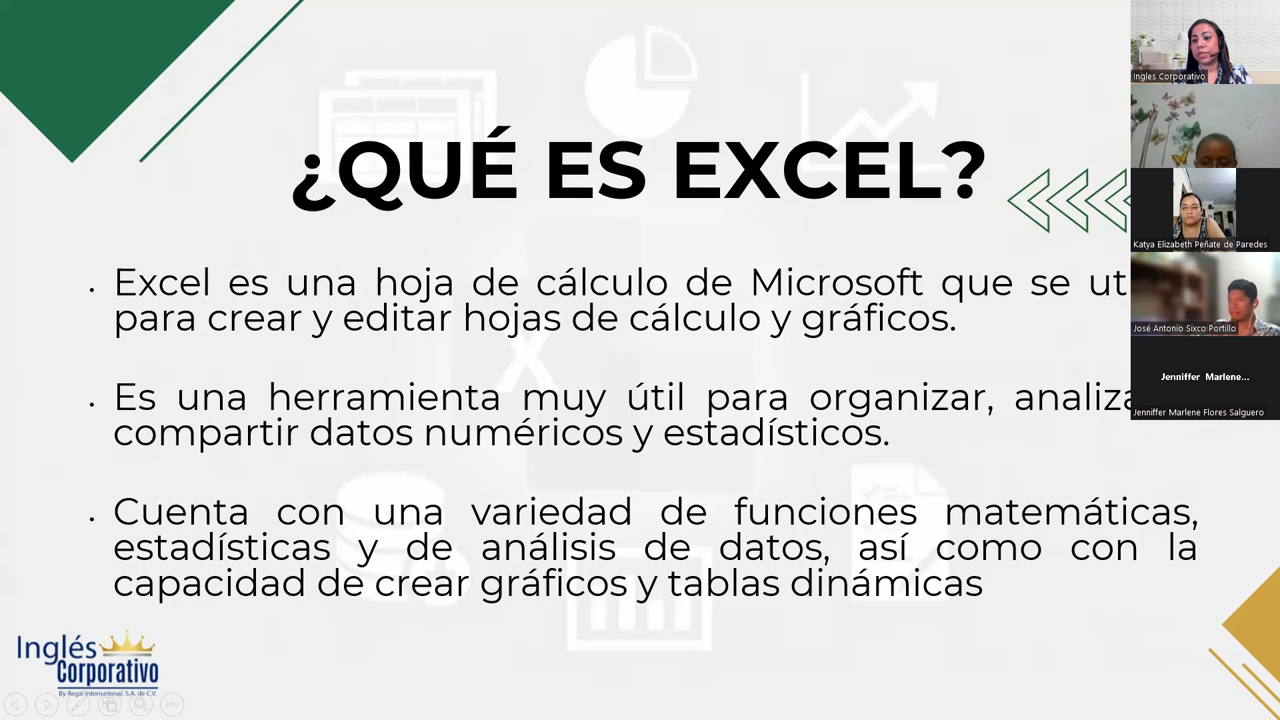 ¿QUÉ ES EXCEL?
Excel es una hoja de cálculo de Microsoft que se ut
para crear y editar hojas de cálculo y gráficos.
Es una herramienta muy útil para organizar, analiza
compartir datos numéricos y estadísticos.
Cuenta con una variedad de funciones matemáticas,
estadísticas y de análisis de datos, así como con la
capacidad de crear gráficos y tablas dinámicas
Inglés
Corporativo
By Regal International, S.A. de C.V.
Ingles Corporativo
Katya Elizabeth Peñate de Paredes
José Antonio Sixco Portillo
Jenniffer Marlene...
Jenniffer Marlene Flores Salguero